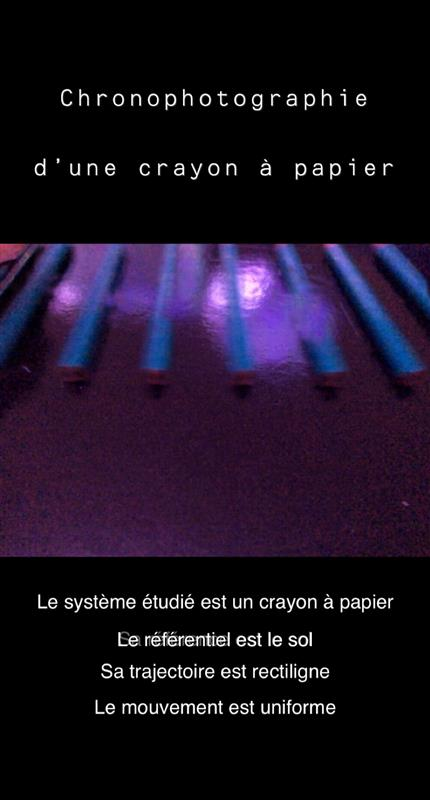 Chronophotographie
d'une crayon à papier
Le système étudié est un crayon à papier
Le référentiel est le sol
Sa trajectoire est rectiligne
Le mouvement est uniforme